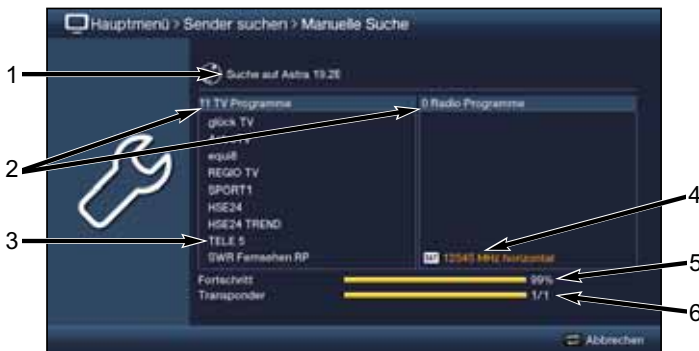 Hauptmenü > Sender suchen > Manuelle Suche
1
Suche auf Astra 19.2E
2
11 TV Programme
0 Radio Programme
glück TV
equi8
REGIO TV
SPORT1
HSE24
HSE24 TREND
3
TELE 5
SWR Fernsehen RP
4
SAT 12545 MHz horizontal
Fortschritt 99%
5
Transponder 1/1
6
Abbrechen